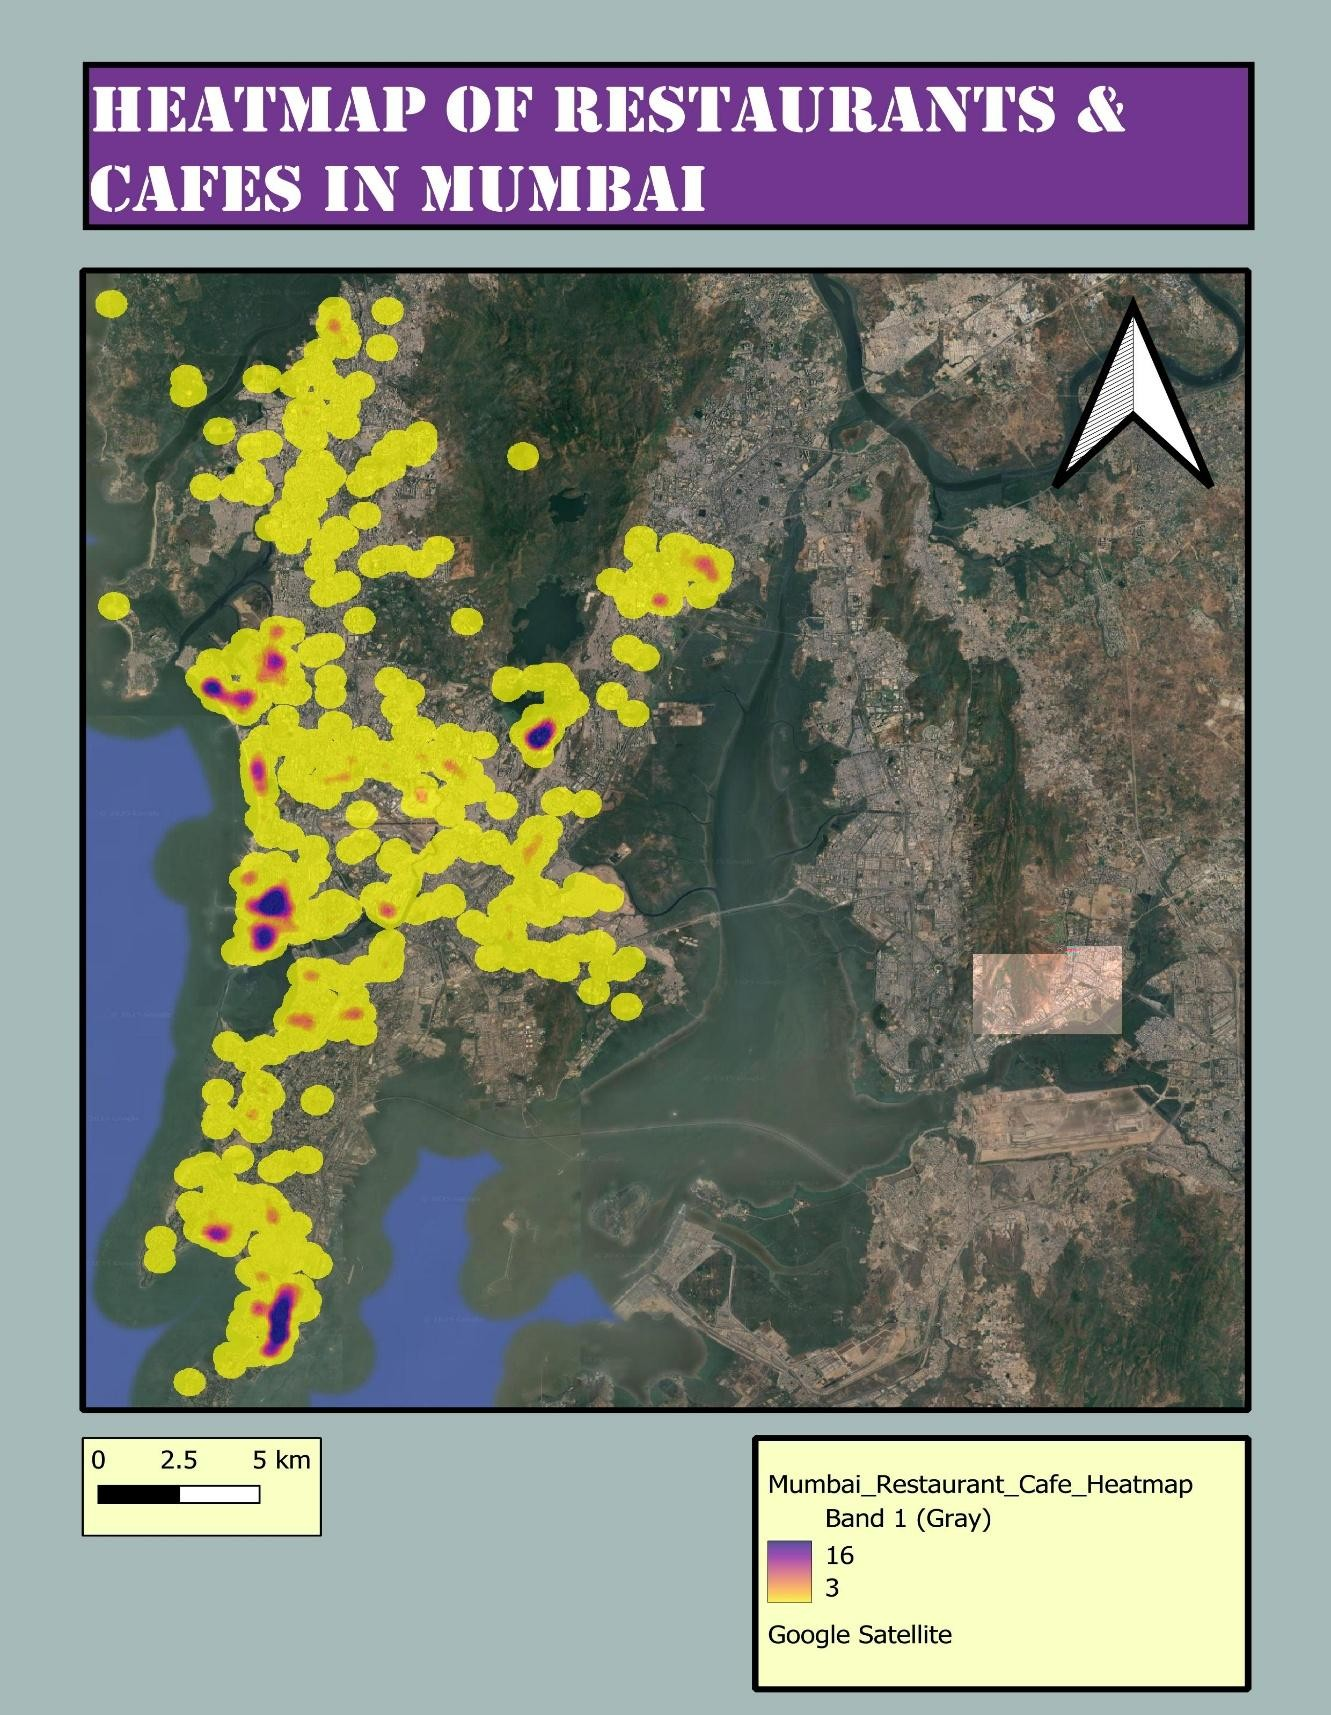 HEATMAP OF RESTAURANTS &
CAFES IN MUMBAI
0 2.5 5 km
Mumbai_Restaurant_Cafe_Heatmap
Band 1 (Gray)
16
3
Google Satellite